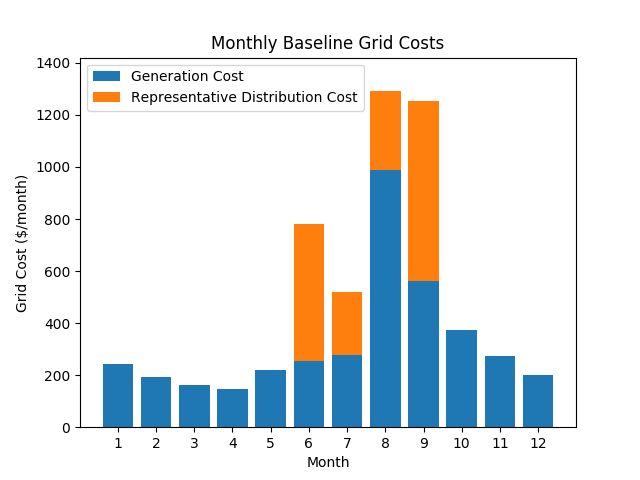 Monthly Baseline Grid Costs
Generation Cost
Representative Distribution Cost
Grid Cost ($/month)
1400
1200
1000
800
600
400
200
0
1 2 3 4 5 6 7 8 9 10 11 12
Month